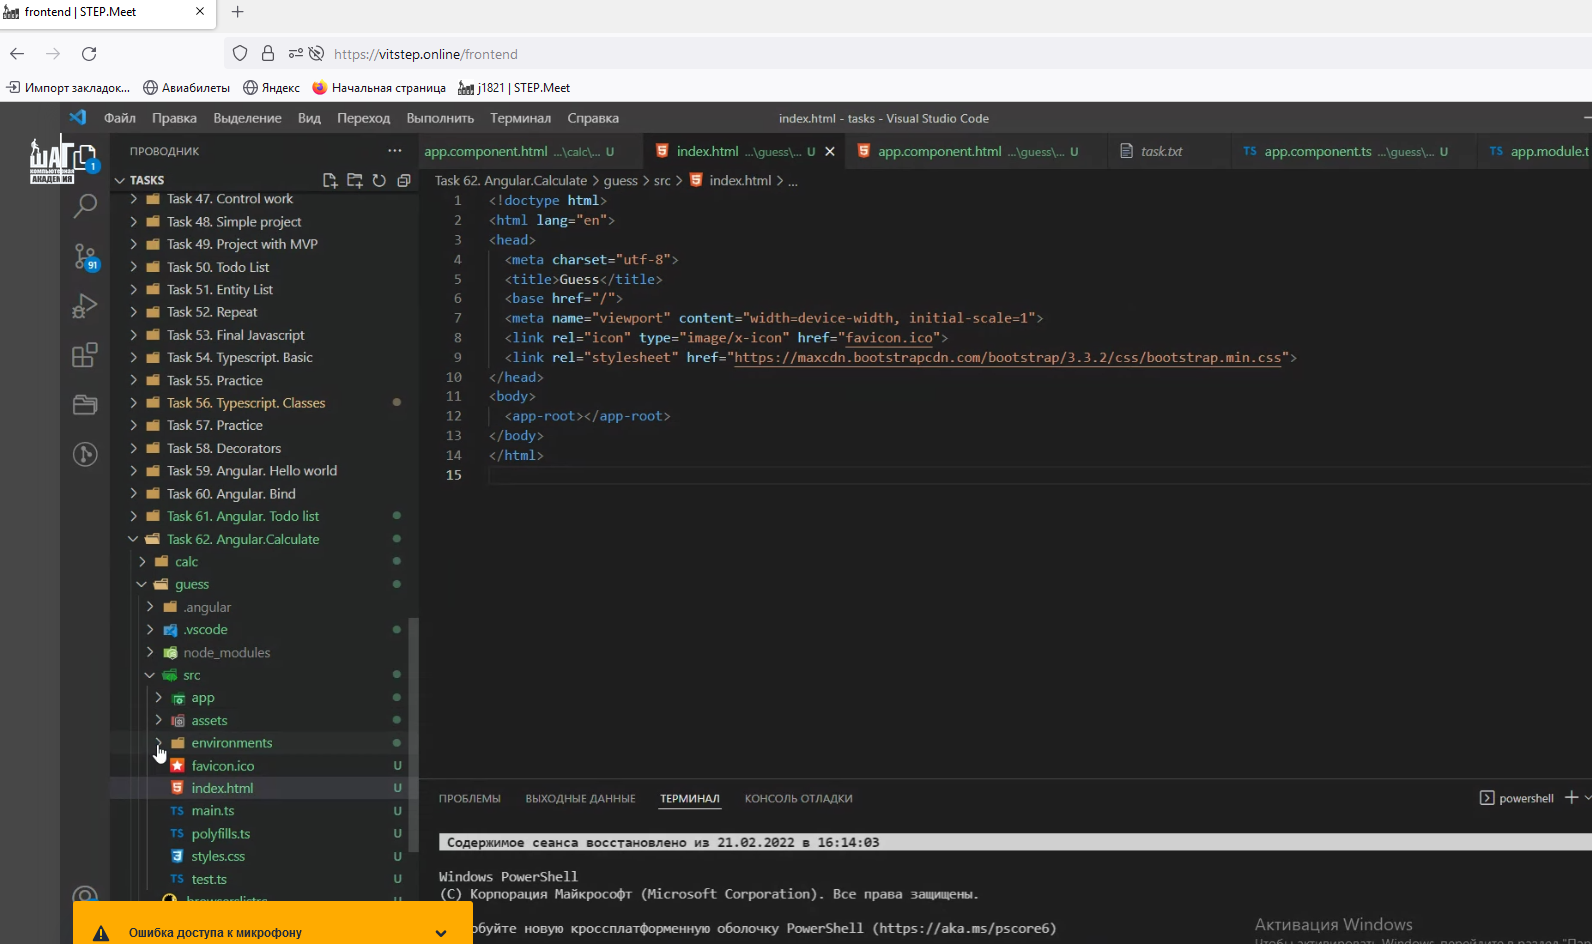 frontend | STEP.Meet
https://vitstep.online/frontend
Импорт закладок...
Авиабилеты
Яндекс
Начальная страница
j1821 | STEP.Meet
Файл Правка Выделение Вид Переход Выполнить Терминал Справка
index.html - tasks - Visual Studio Code
ШАГ
КОМПЬЮТЕРНАЯ
АКАДЕМИЯ
1
91
ПРОВОДНИК
TASKS
Task 47. Control work
Task 48. Simple project
Task 49. Project with MVP
Task 50. Todo List
Task 51. Entity List
Task 52. Repeat
Task 53. Final Javascript
Task 54. Typescript. Basic
Task 55. Practice
Task 56. Typescript. Classes
Task 57. Practice
Task 58. Decorators
Task 59. Angular. Hello world
Task 60. Angular. Bind
Task 61. Angular. Todo list
Task 62. Angular.Calculate
calc
guess
.angular
.vscode
node_modules
src
app
assets
environments
favicon.ico U
index.html U
TS main.ts U
TS polyfills.ts U
styles.css U
TS test.ts U
app.component.html ...\calc\... U
index.html ...\guess\... U
app.component.html ...\guess\... U
task.txt
TS app.component.ts ...\guess\... U
TS app.module.t
Task 62. Angular.Calculate > guess > src > index.html > ...
1 <!doctype html>
2 <html lang="en">
3 <head>
4 <meta charset="utf-8">
5 <title>Guess</title>
6 <base href="/">
7 <meta name="viewport" content="width=device-width, initial-scale=1">
8 <link rel="icon" type="image/x-icon" href="favicon.ico">
9 <link rel="stylesheet" href="https://maxcdn.bootstrapcdn.com/bootstrap/3.3.2/css/bootstrap.min.css">
10 </head>
11 <body>
12 <app-root></app-root>
13 </body>
14 </html>
15
ПРОБЛЕМЫ ВЫХОДНЫЕ ДАННЫЕ ТЕРМИНАЛ КОНСОЛЬ ОТЛАДКИ
powershell
Содержимое сеанса восстановлено из 21.02.2022 в 16:14:03
Windows PowerShell
(C) Корпорация Майкрософт (Microsoft Corporation). Все права защищены.
обуйте новую кроссплатформенную оболочку PowerShell (https://aka.ms/pscore6)
Активация Windows
Ошибка доступа к микрофону